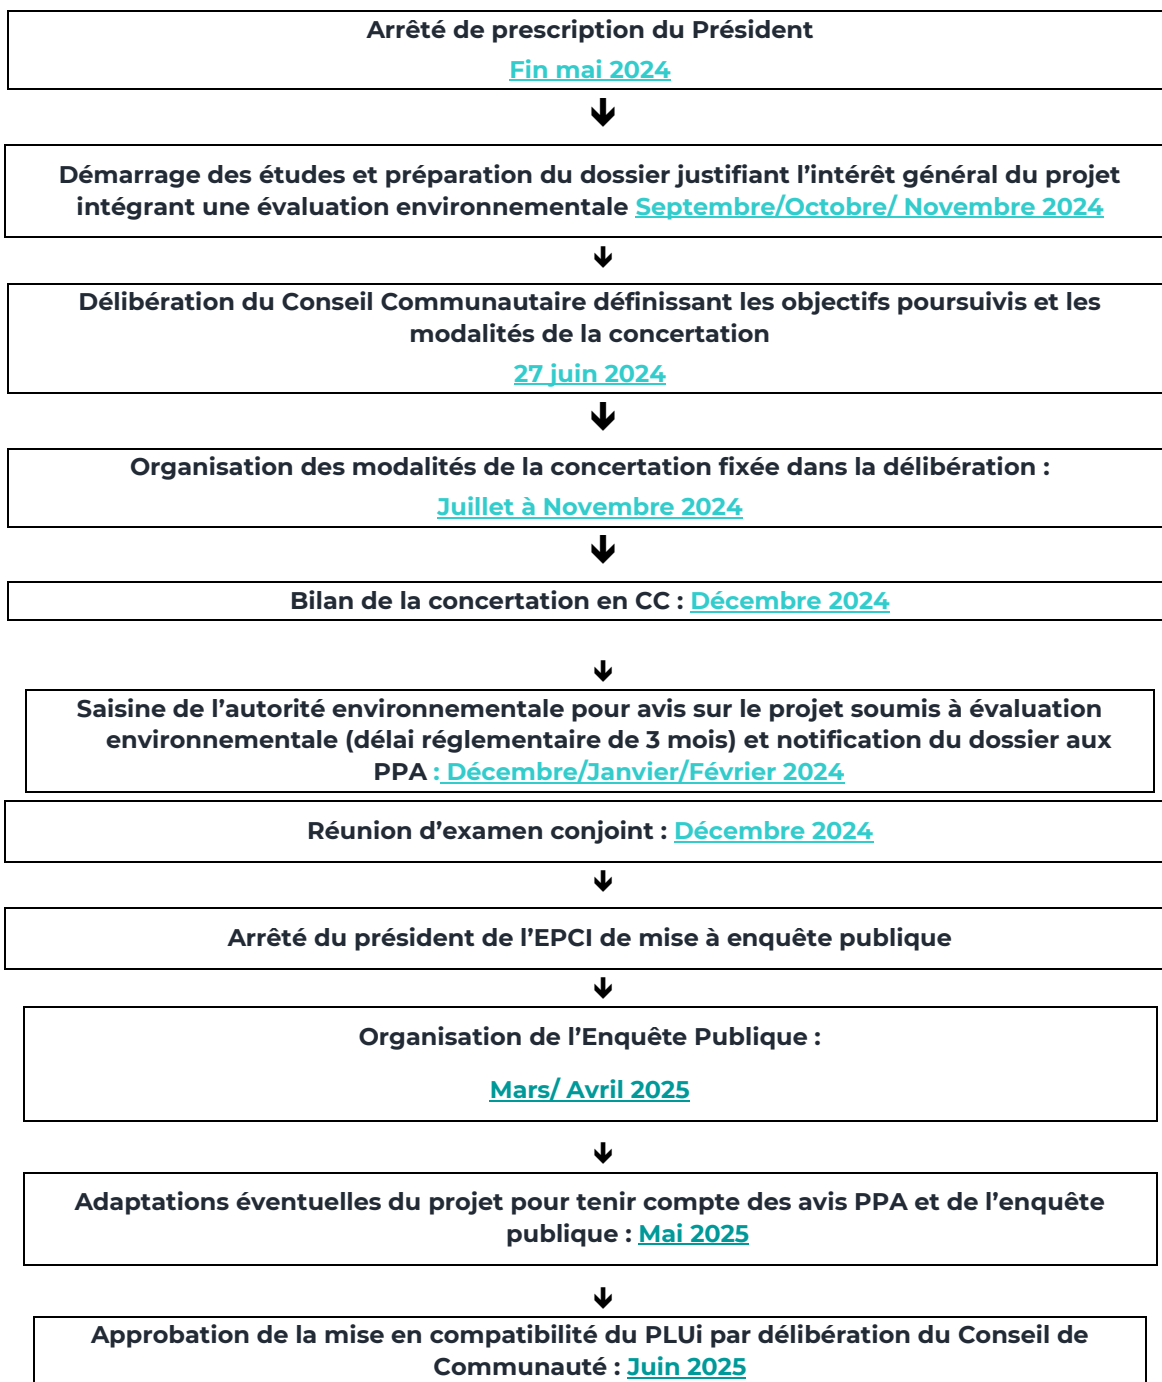 Arrêté de prescription du Président
Fin mai 2024
Démarrage des études et préparation du dossier justifiant l’intérêt général du projet
intégrant une évaluation environnementale Septembre/Octobre/ Novembre 2024
Délibération du Conseil Communautaire définissant les objectifs poursuivis et les
modalités de la concertation
27 juin 2024
Organisation des modalités de la concertation fixée dans la délibération :
Juillet à Novembre 2024
Bilan de la concertation en CC : Décembre 2024
Saisine de l’autorité environnementale pour avis sur le projet soumis à évaluation
environnementale (délai réglementaire de 3 mois) et notification du dossier aux
PPA : Décembre/Janvier/Février 2024
Réunion d’examen conjoint : Décembre 2024
Arrêté du président de l’EPCI de mise à enquête publique
Organisation de l’Enquête Publique :
Mars/ Avril 2025
Adaptations éventuelles du projet pour tenir compte des avis PPA et de l’enquête
publique : Mai 2025
Approbation de la mise en compatibilité du PLUi par délibération du Conseil de
Communauté : Juin 2025